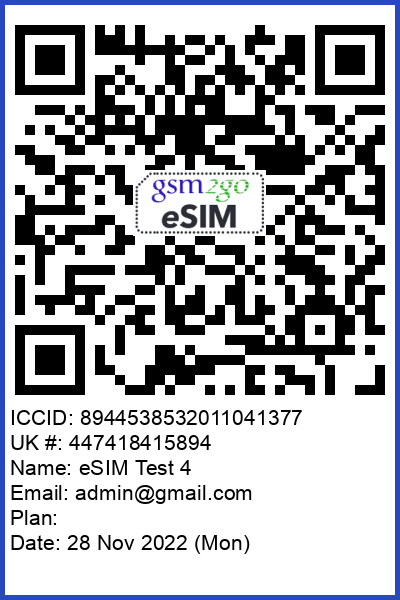 gsm2go
eSIM
ICCID: 8944538532011041377
UK #: 447418415894
Name: eSIM Test 4
Email: admin@gmail.com
Plan:
Date: 28 Nov 2022 (Mon)